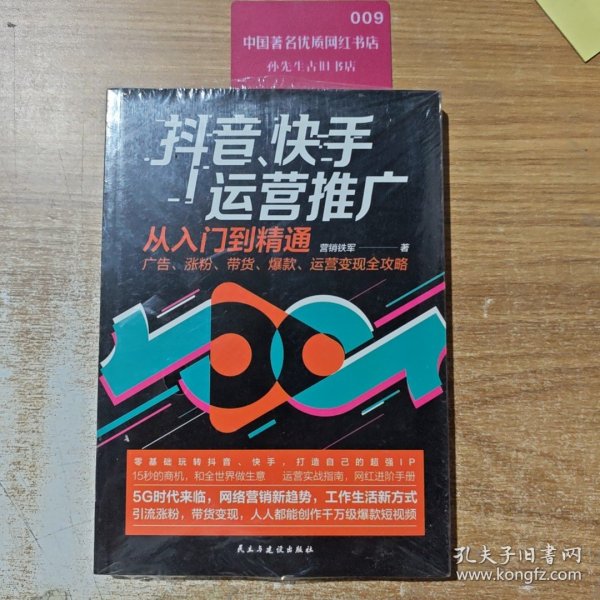 009
中国著名优质网红书店
孙先生古旧书店
抖音、快手
运营推广
从入门到精通 营销铁军 著
广告、涨粉、带货、爆款、运营变现全攻略
零基础玩转抖音、快手,打造自己的超强IP
15秒的商机,和全世界做生意 运营实战指南,网红进阶手册
5G时代来临,网络营销新趋势,工作生活新方式
引流涨粉,带货变现,人人都能创作千万级爆款短视频
民主与建设出版社
孔夫子旧书网
www.kongfz.com